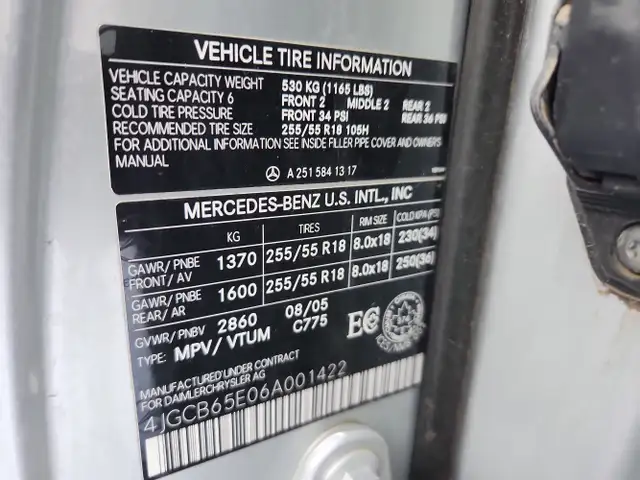 VEHICLE TIRE INFORMATION
VEHICLE CAPACITY WEIGHT 530 KG (1165 LBS)
SEATING CAPACITY 6 FRONT 2 MIDDLE 2 REAR 2
COLD TIRE PRESSURE FRONT 34 PSI REAR 36 PSI
RECOMMENDED TIRE SIZE 255/55 R18 105H
FOR ADDITIONAL INFORMATION SEE INSIDE FILLER PIPE COVER AND OWNER'S
MANUAL
A 251 584 13 17
MERCEDES-BENZ U.S. INTL., INC
KG TIRES RIM SIZE COLD KPA (PSI)
GAWR/PNBE FRONT/AV 1370 255/55 R18 8.0x18 230(34)
GAWR/PNBE REAR/AR 1600 255/55 R18 8.0x18 250(36)
GVWR/PNBV 2860 08/05
TYPE: MPV/VTUM C775
EC
MANUFACTURED UNDER CONTRACT
FOR DAIMLERCHRYSLER AG
4JGCB65E06A001422